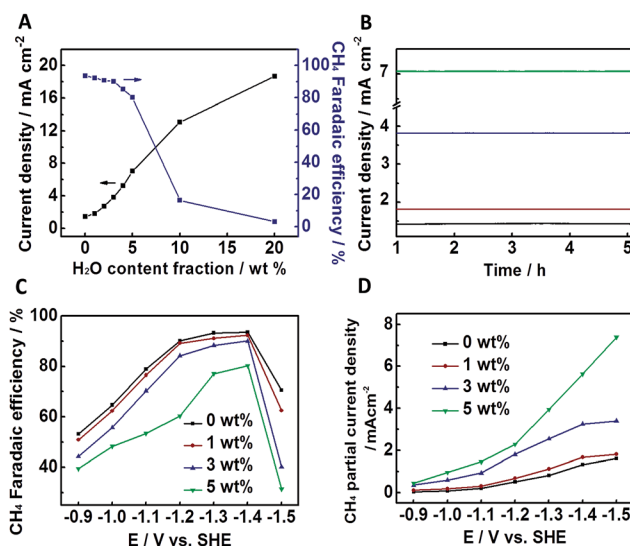 A
Current density / mA cm⁻²
20
16
12
8
4
0
0
5
10
15
20
H₂O content fraction / wt %
100
80
60
40
20
0
CH₄ Faradaic efficiency / %
B
Current density / mA cm⁻²
7
4
3
2
1
2
3
4
5
Time / h
C
CH₄ Faradaic efficiency / %
100
80
60
40
0 wt%
1 wt%
3 wt%
5 wt%
-0.9 -1.0 -1.1 -1.2 -1.3 -1.4 -1.5
E / V vs. SHE
D
CH₄ partial current density
/ mAcm⁻²
8
6
4
2
0
0 wt%
1 wt%
3 wt%
5 wt%
-0.9 -1.0 -1.1 -1.2 -1.3 -1.4 -1.5
E / V vs. SHE